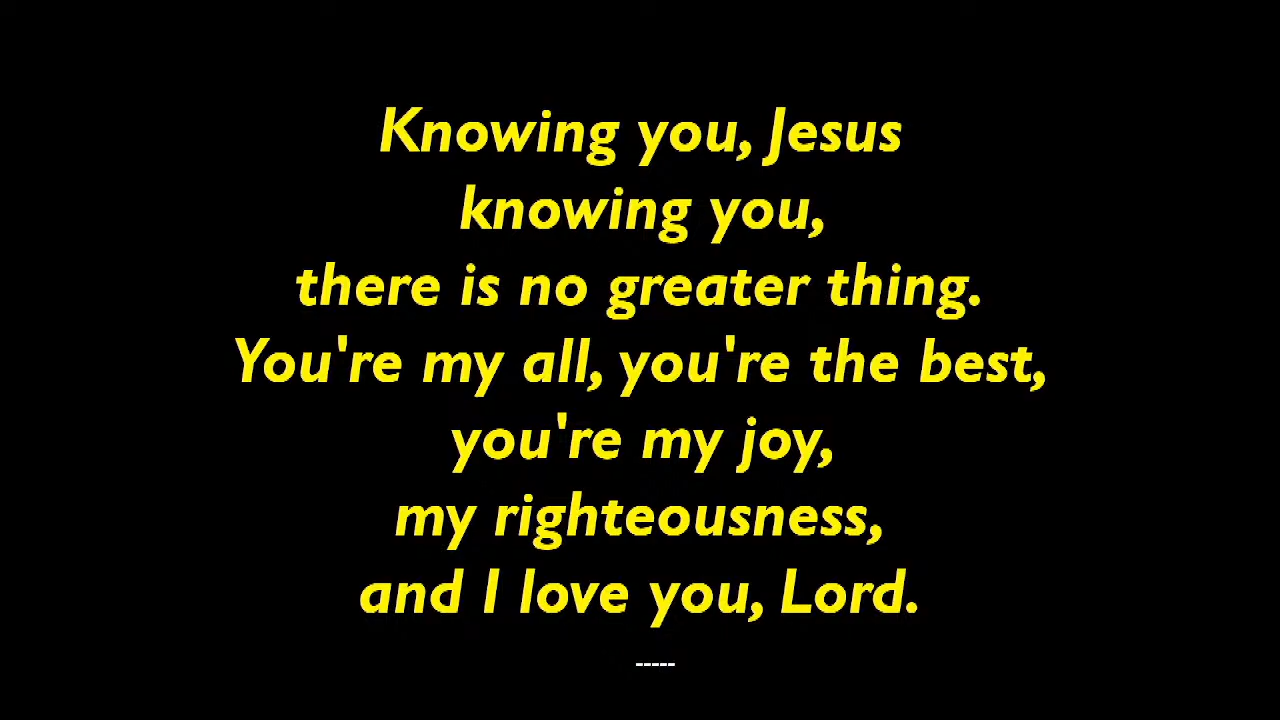 Knowing you, Jesus
knowing you,
there is no greater thing.
You're my all, you're the best,
you're my joy,
my righteousness,
and I love you, Lord.
-----